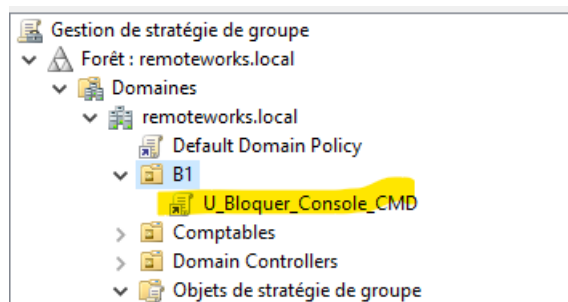 Gestion de stratégie de groupe
Forêt : remoteworks.local
Domaines
remoteworks.local
Default Domain Policy
B1
U_Bloquer_Console_CMD
Comptables
Domain Controllers
Objets de stratégie de groupe